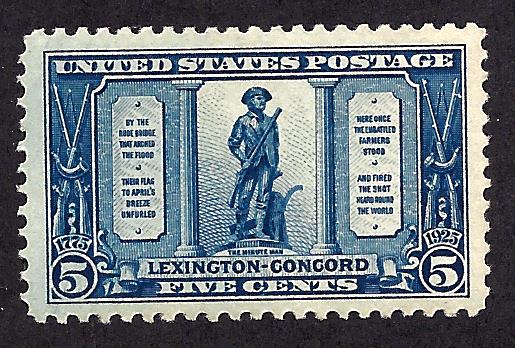 UNITED STATES POSTAGE
BY THE
RUDE BRIDGE
THAT ARCHED
THE FLOOD
THEIR FLAG
TO APRIL'S
BREEZE
UNFURLED
HERE ONCE
THE EMBATTLED
FARMERS
STOOD
AND FIRED
THE SHOT
HEARD ROUND
THE WORLD
1775
1925
THE MINUTE MAN
5
LEXINGTON-CONCORD
5
FIVE CENTS